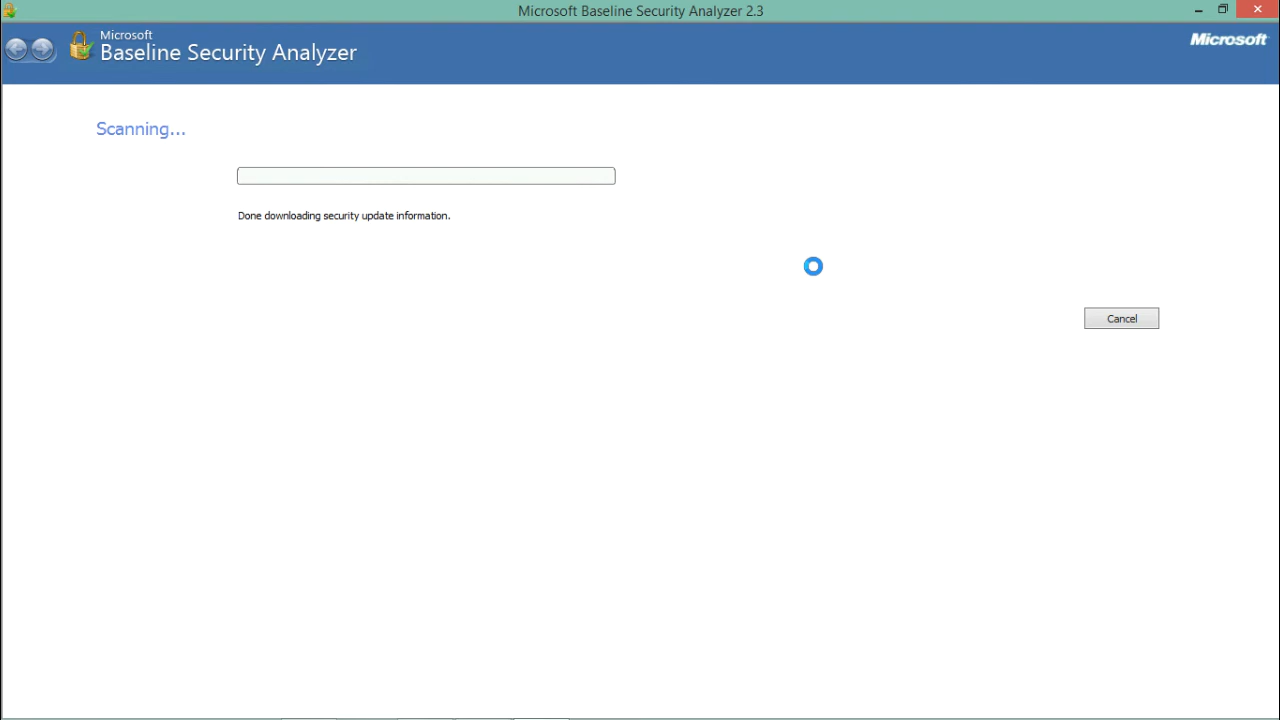 Microsoft Baseline Security Analyzer 2.3
Microsoft
Baseline Security Analyzer
Microsoft
Scanning...
Done downloading security update information.
Cancel